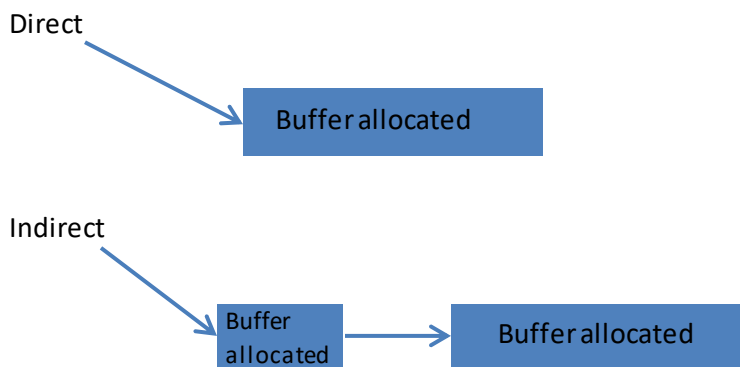 Direct
Buffer allocated
Indirect
Buffer
allocated
Buffer allocated